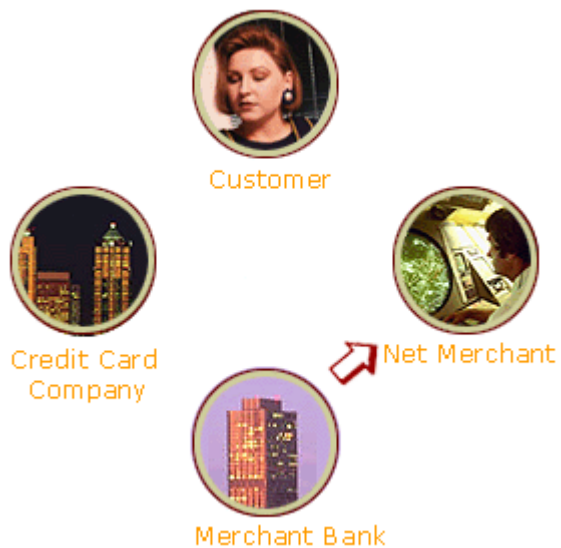 Customer
Credit Card
Company
Net Merchant
Merchant Bank